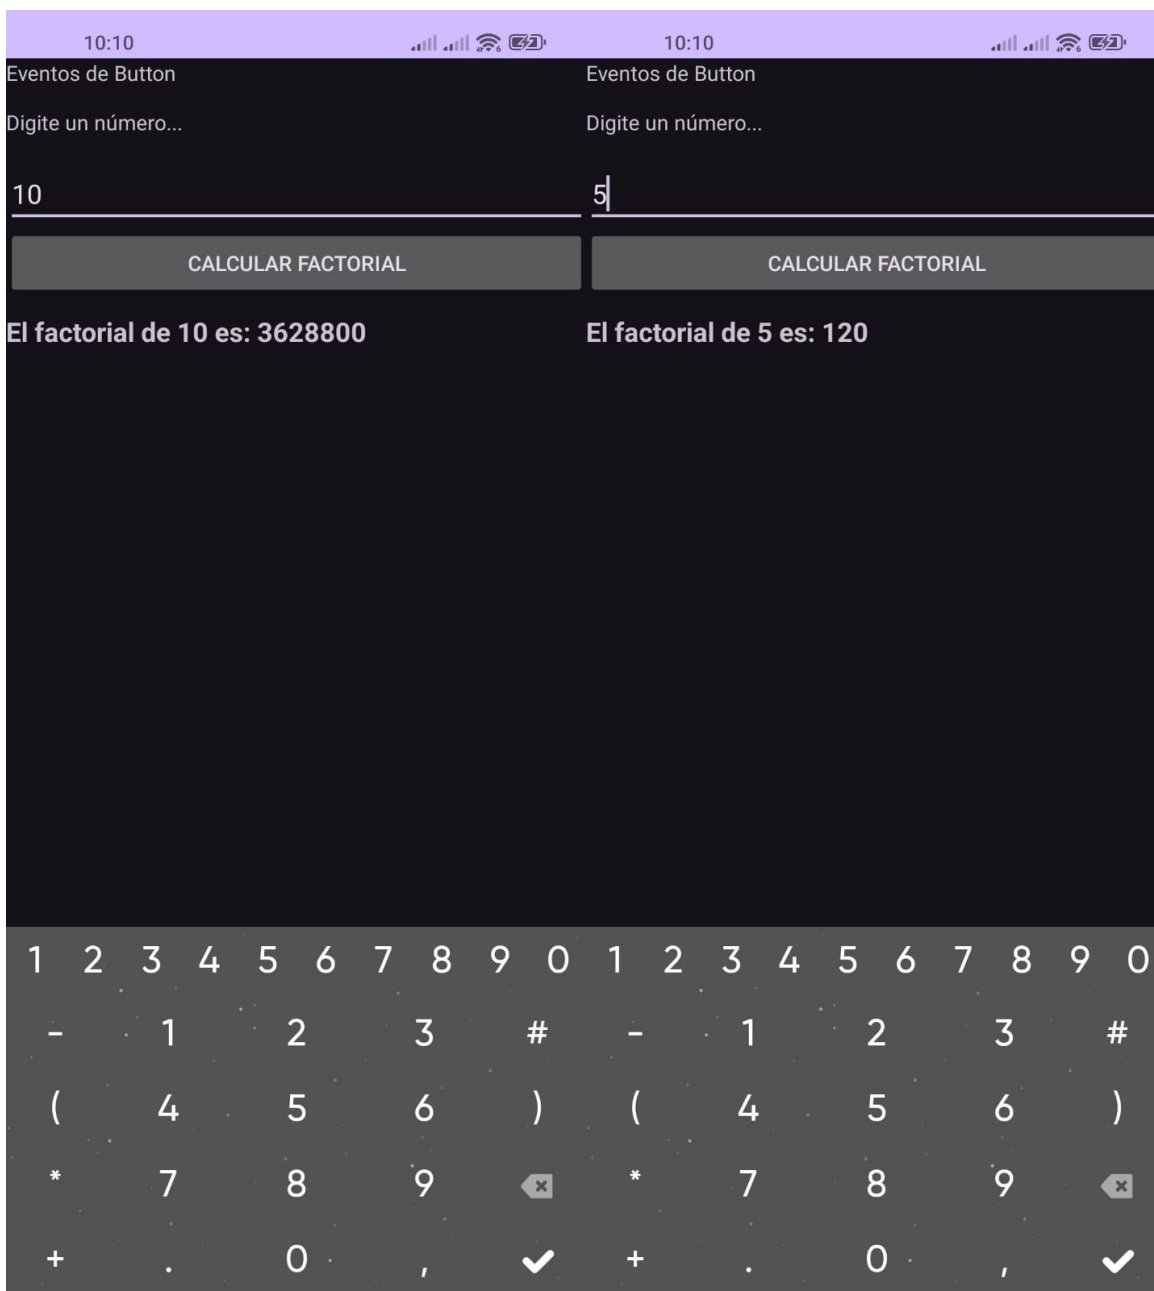 10:10
Eventos de Button
Digite un número...
10
CALCULAR FACTORIAL
El factorial de 10 es: 3628800
1 2 3 4 5 6 7 8 9 0
- 1 2 3 #
( 4 5 6 )
* 7 8 9
+ . 0 ,
10:10
Eventos de Button
Digite un número...
5
CALCULAR FACTORIAL
El factorial de 5 es: 120
1 2 3 4 5 6 7 8 9 0
- 1 2 3 #
( 4 5 6 )
* 7 8 9
+ . 0 ,